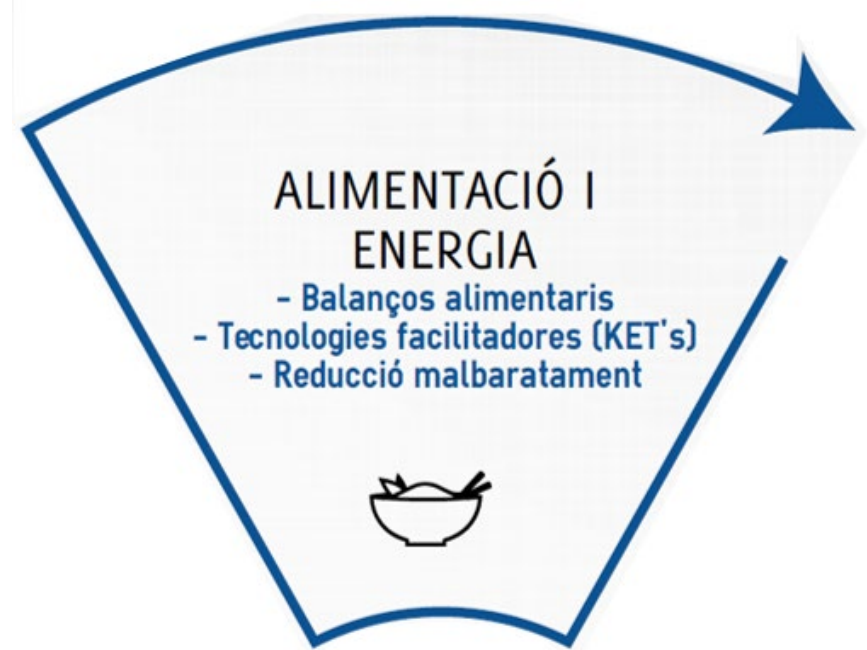 ALIMENTACIÓ I
ENERGIA
- Balanços alimentaris
- Tecnologies facilitadores (KET's)
- Reducció malbaratament